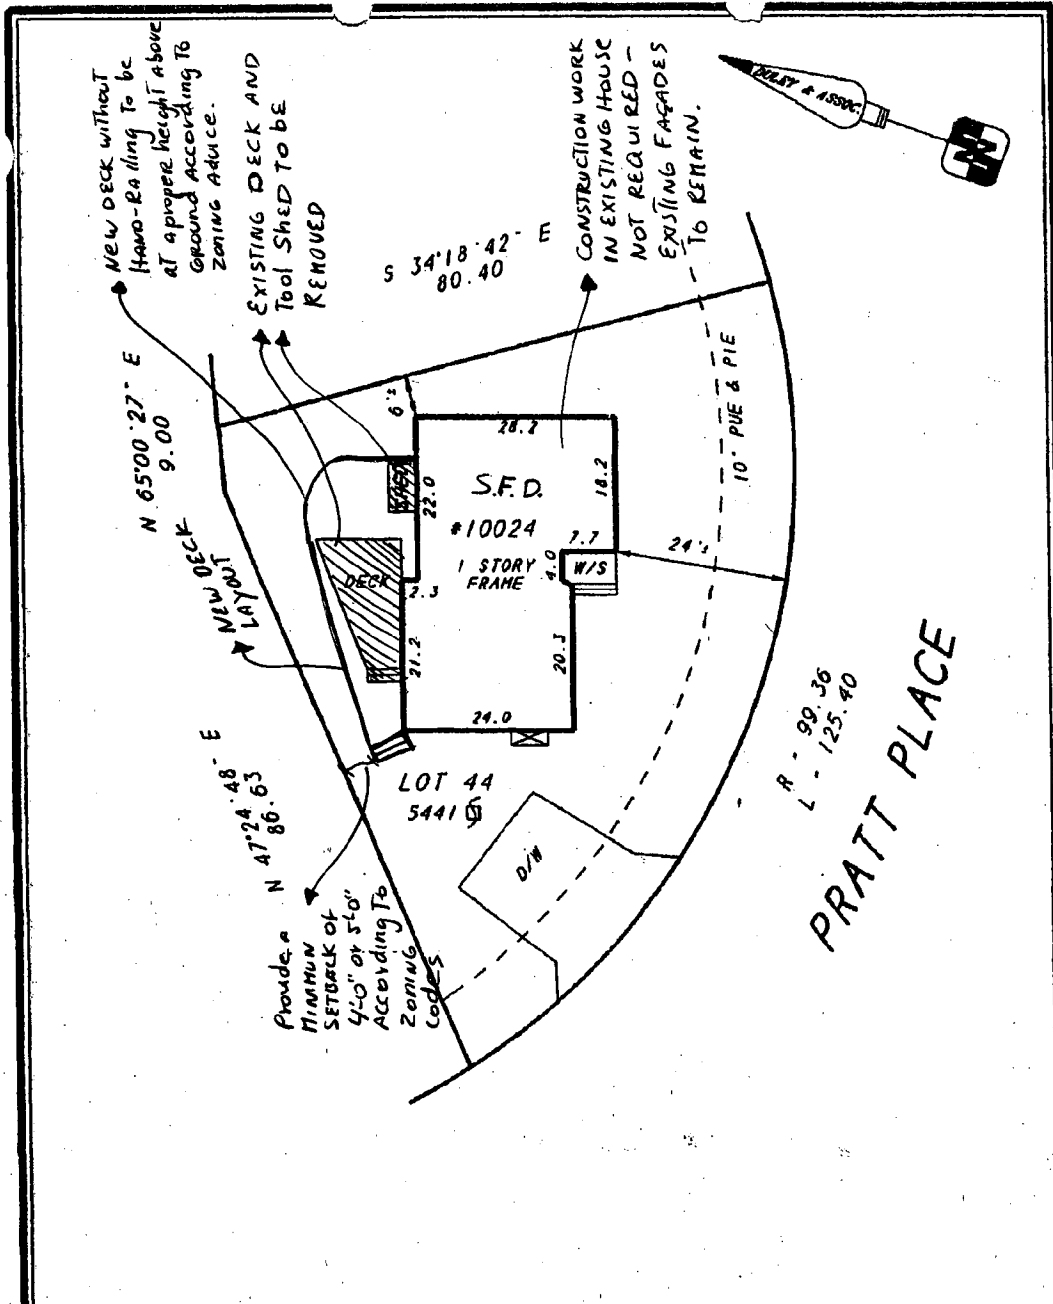 NEW DECK WITHOUT
HAND-RAIling To be
AT A proper height Above
GROUND ACCORDING To
ZONING ADVICE.
EXISTING DECK AND
Tool SHED TO bE
REMOVED
CONSTRUCTION WORK
IN EXISTING HOUSE
NOT REQUIRED -
EXISTING FAÇADES
To REMAIN.
DULEY & ASSOC.
S 34°18'42" E
80.40
N 65°00'27" E
9.00
6'±
28.2
SHED
22.0
S.F.D.
18.2
#10024
7.7
1 STORY
FRAME
4.0
W/S
24'±
10' PUE & PIE
DECK
2.3
NEW DECK
LAYOUT
21.2
20.3
24.0
N 47°24'48" E
86.63
LOT 44
5441
D/W
R = 99.36
L = 125.40
PRATT PLACE
Provide A
MINIMUN
SETBACK of
4'-0" or 5'-0"
According To
ZONING
Codes